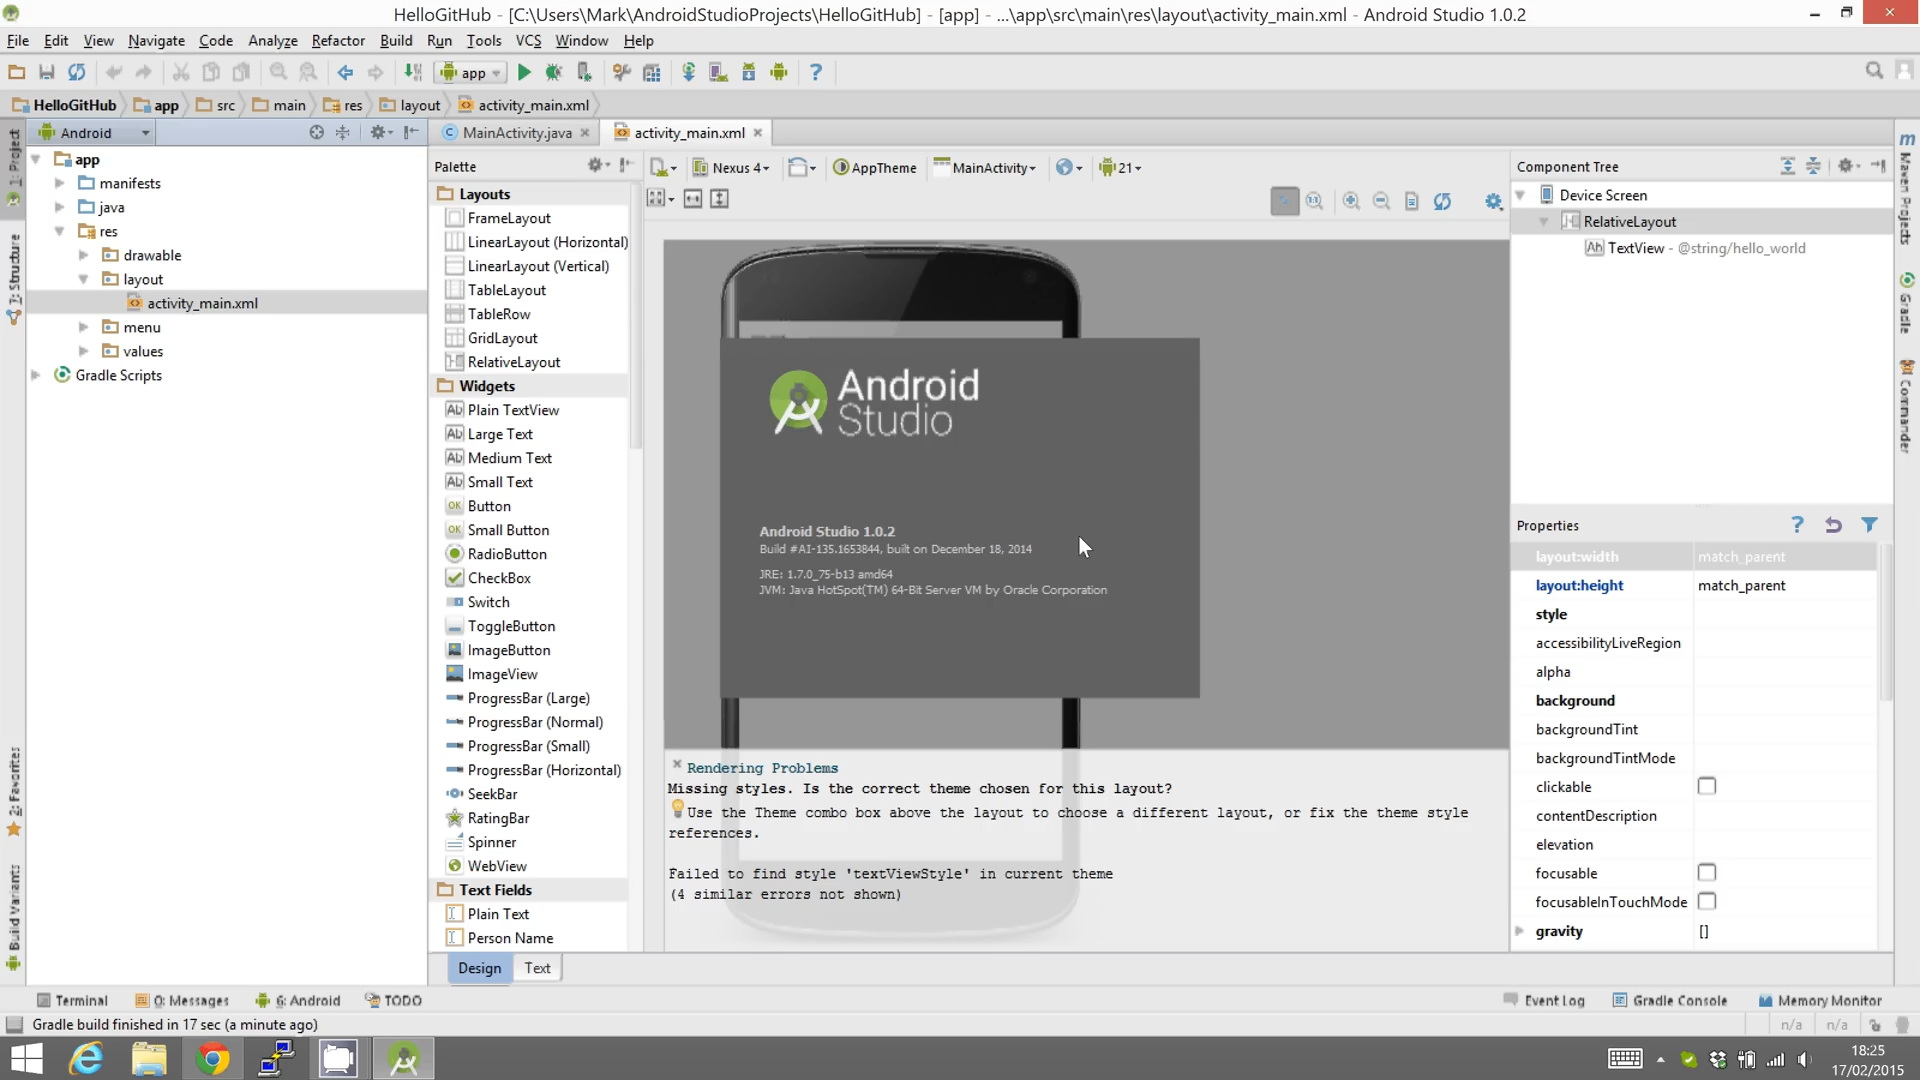 HelloGitHub - [C:\Users\Mark\AndroidStudioProjects\HelloGitHub] - [app] - ...\app\src\main\res\layout\activity_main.xml - Android Studio 1.0.2
File Edit View Navigate Code Analyze Refactor Build Run Tools VCS Window Help
app
HelloGitHub app src main res layout activity_main.xml
Android
MainActivity.java activity_main.xml
1: Project
7: Structure
2: Favorites
Build Variants
app
manifests
java
res
drawable
layout
activity_main.xml
menu
values
Gradle Scripts
Palette
Layouts
FrameLayout
LinearLayout (Horizontal)
LinearLayout (Vertical)
TableLayout
TableRow
GridLayout
RelativeLayout
Widgets
Plain TextView
Large Text
Medium Text
Small Text
Button
Small Button
RadioButton
CheckBox
Switch
ToggleButton
ImageButton
ImageView
ProgressBar (Large)
ProgressBar (Normal)
ProgressBar (Small)
ProgressBar (Horizontal)
SeekBar
RatingBar
Spinner
WebView
Text Fields
Plain Text
Person Name
Nexus 4 AppTheme MainActivity 21
Android
Studio
Android Studio 1.0.2
Build #AI-135.1653844, built on December 18, 2014
JRE: 1.7.0_75-b13 amd64
JVM: Java HotSpot(TM) 64-Bit Server VM by Oracle Corporation
Rendering Problems
Missing styles. Is the correct theme chosen for this layout?
Use the Theme combo box above the layout to choose a different layout, or fix the theme style
references.
Failed to find style 'textViewStyle' in current theme
(4 similar errors not shown)
Design Text
Component Tree
Device Screen
RelativeLayout
TextView - @string/hello_world
Properties
layout:width match_parent
layout:height match_parent
style
accessibilityLiveRegion
alpha
background
backgroundTint
backgroundTintMode
clickable
contentDescription
elevation
focusable
focusableInTouchMode
gravity []
Maven Projects
Gradle
Commander
Terminal 0: Messages 6: Android TODO Event Log Gradle Console Memory Monitor
Gradle build finished in 17 sec (a minute ago) n/a n/a
18:25
17/02/2015